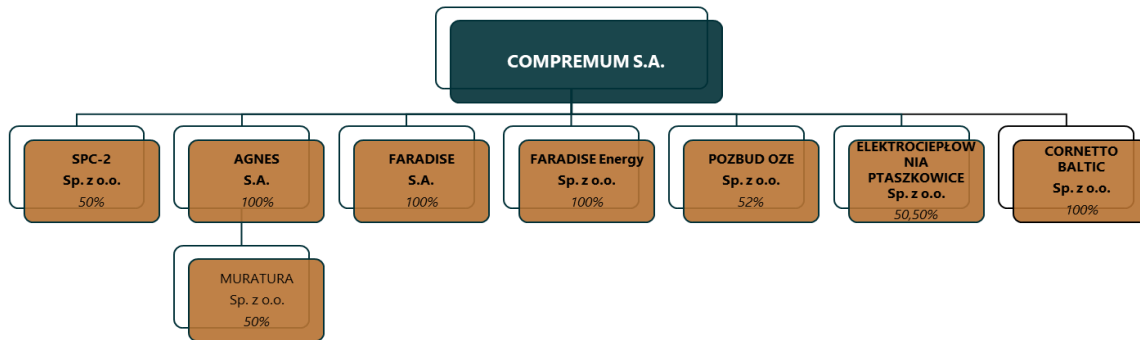 COMPREMUM S.A.
SPC-2
Sp. z o.o.
50%
AGNES
S.A.
100%
FARADISE
S.A.
100%
FARADISE Energy
Sp. z o.o.
100%
POZBUD OZE
Sp. z o.o.
52%
ELEKTROCIEPŁOW
NIA
PTASZKOWICE
Sp. z o.o.
50,50%
CORNETTO
BALTIC
Sp. z o.o.
100%
MURATURA
Sp. z o.o.
50%